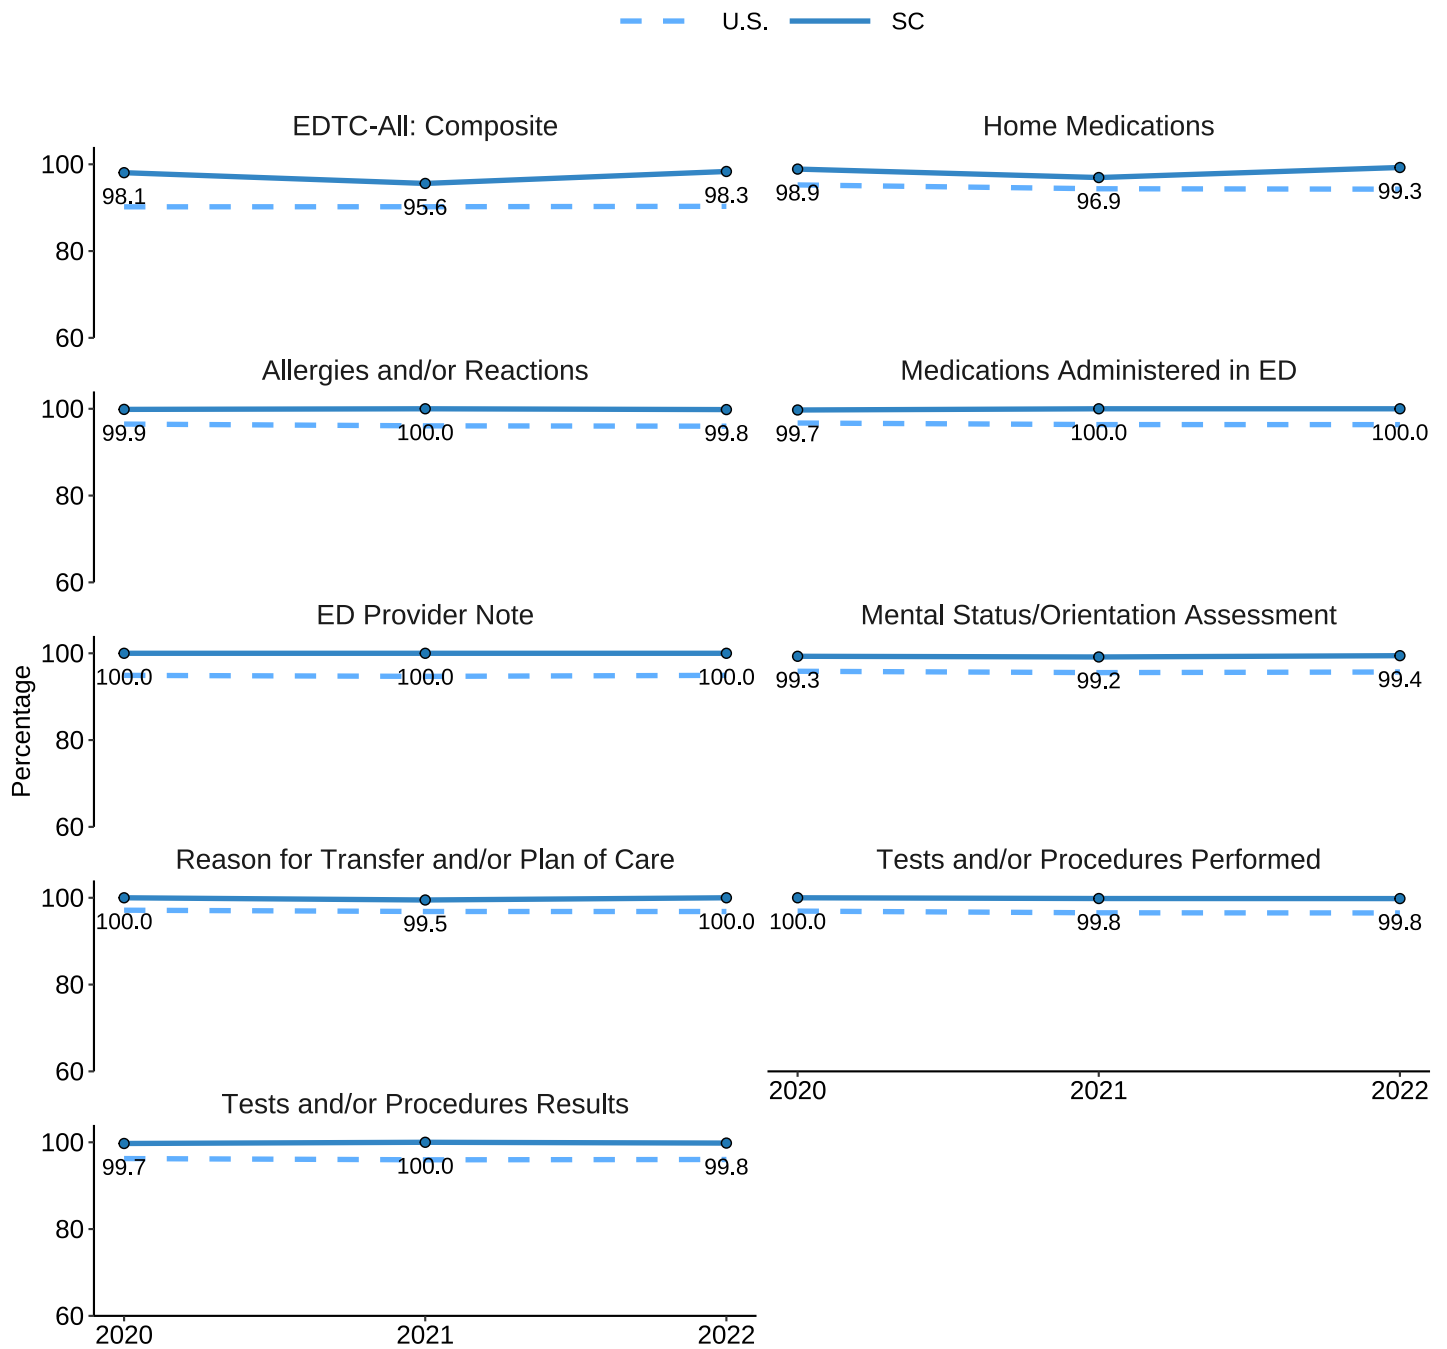 U.S. SC
EDTC-All: Composite
Home Medications
100
80
60
98.1 95.6 98.3
98.9 96.9 99.3
Allergies and/or Reactions
Medications Administered in ED
100
80
60
99.9 100.0 99.8
99.7 100.0 100.0
ED Provider Note
Mental Status/Orientation Assessment
Percentage
100
80
60
100.0 100.0 100.0
99.3 99.2 99.4
Reason for Transfer and/or Plan of Care
Tests and/or Procedures Performed
100
80
60
100.0 99.5 100.0
100.0 99.8 99.8
2020 2021 2022
Tests and/or Procedures Results
100
80
60
99.7 100.0 99.8
2020 2021 2022